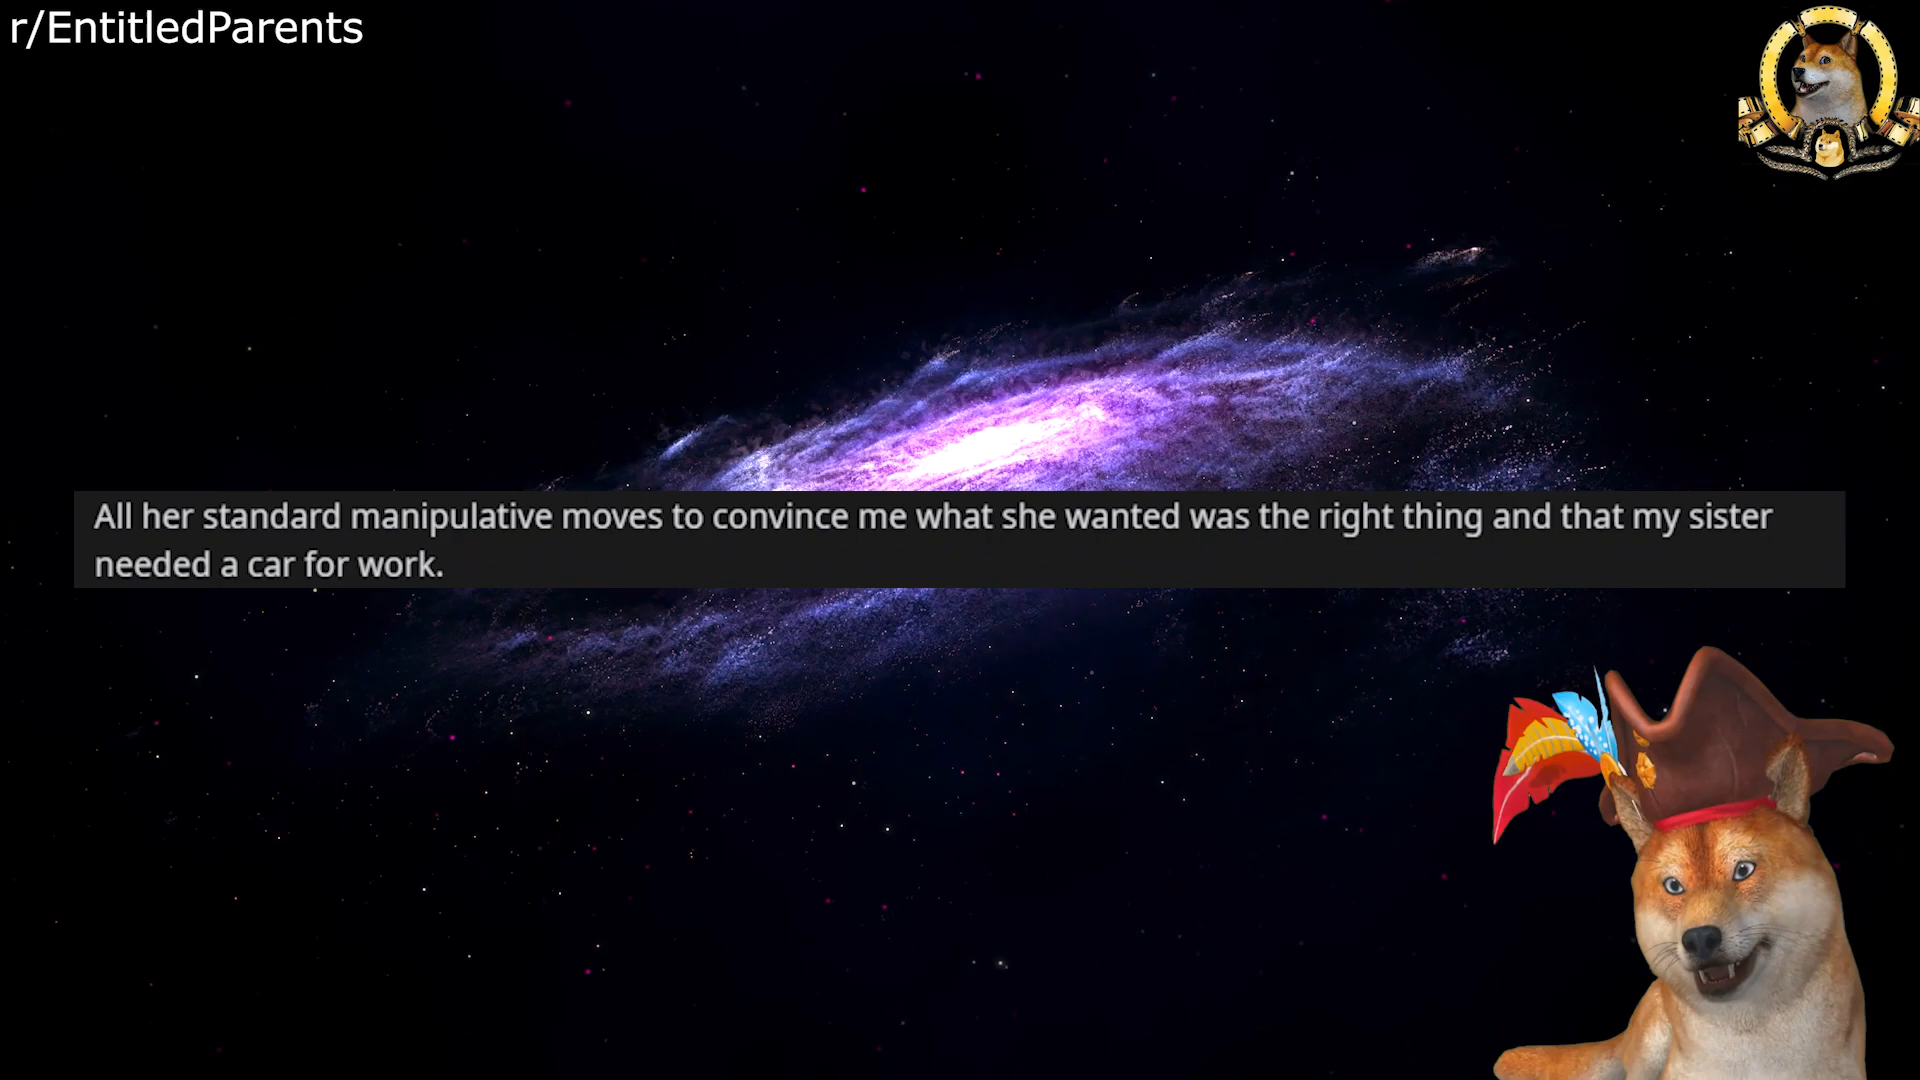 r/EntitledParents
All her standard manipulative moves to convince me what she wanted was the right thing and that my sister
needed a car for work.